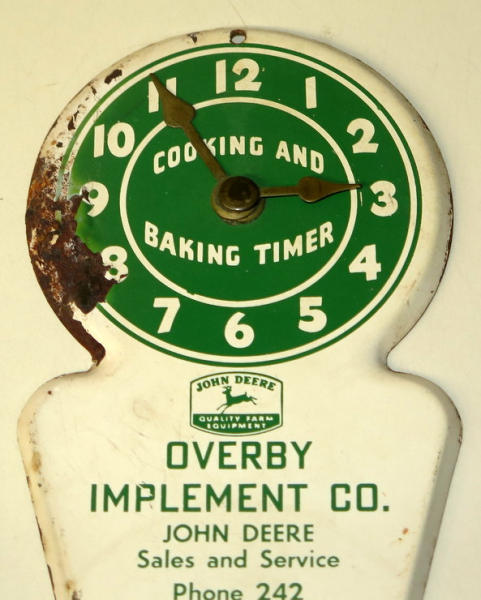 12
1
2
3
4
5
6
7
8
9
10
11
COOKING AND
BAKING TIMER
JOHN DEERE
QUALITY FARM
EQUIPMENT
OVERBY
IMPLEMENT CO.
JOHN DEERE
Sales and Service
Phone 242